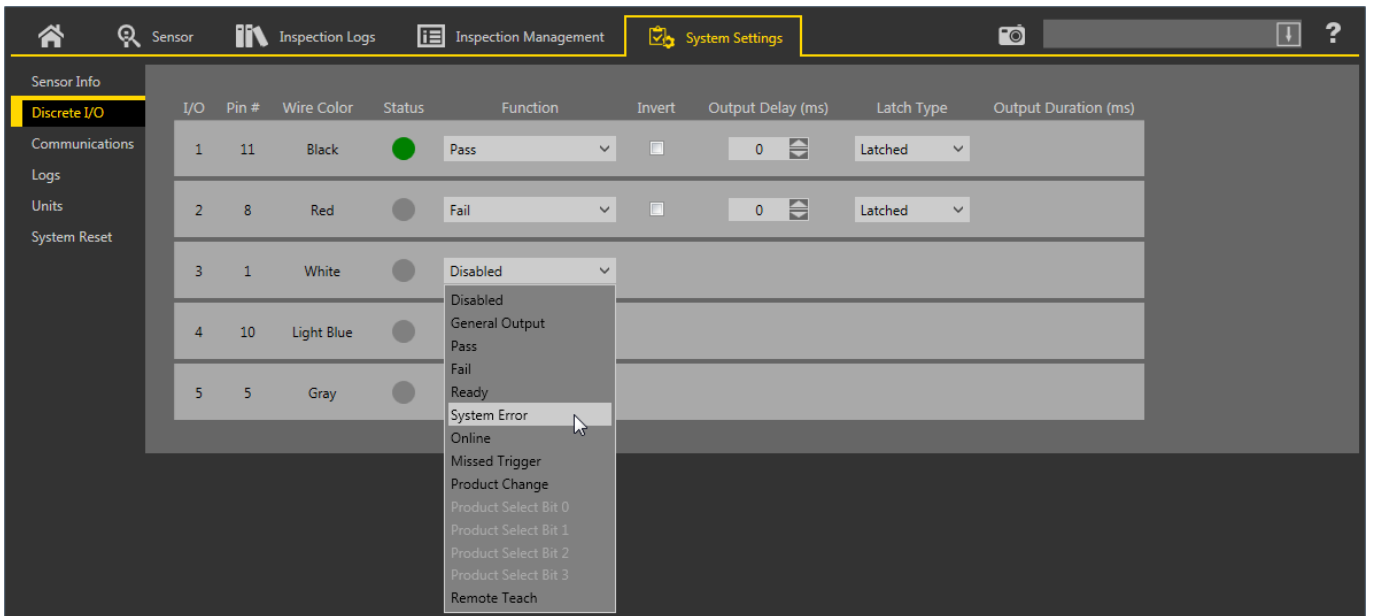 Sensor Inspection Logs Inspection Management System Settings ?
Sensor Info
Discrete I/O
Communications
Logs
Units
System Reset
I/O Pin # Wire Color Status Function Invert Output Delay (ms) Latch Type Output Duration (ms)
1 11 Black Pass 0 Latched
2 8 Red Fail 0 Latched
3 1 White Disabled
4 10 Light Blue
5 5 Gray
Disabled
General Output
Pass
Fail
Ready
System Error
Online
Missed Trigger
Product Change
Product Select Bit 0
Product Select Bit 1
Product Select Bit 2
Product Select Bit 3
Remote Teach